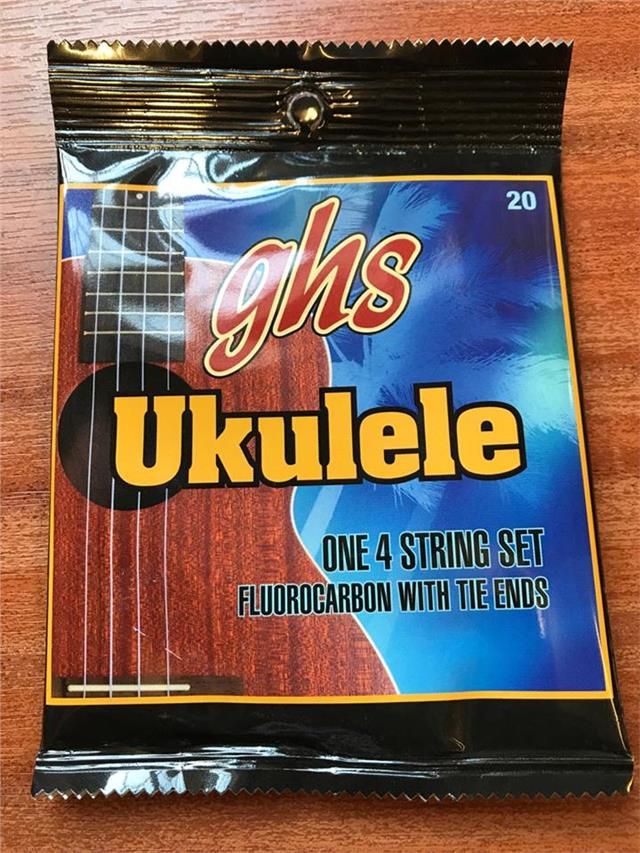 20
ghs
Ukulele
ONE 4 STRING SET
FLUOROCARBON WITH TIE ENDS